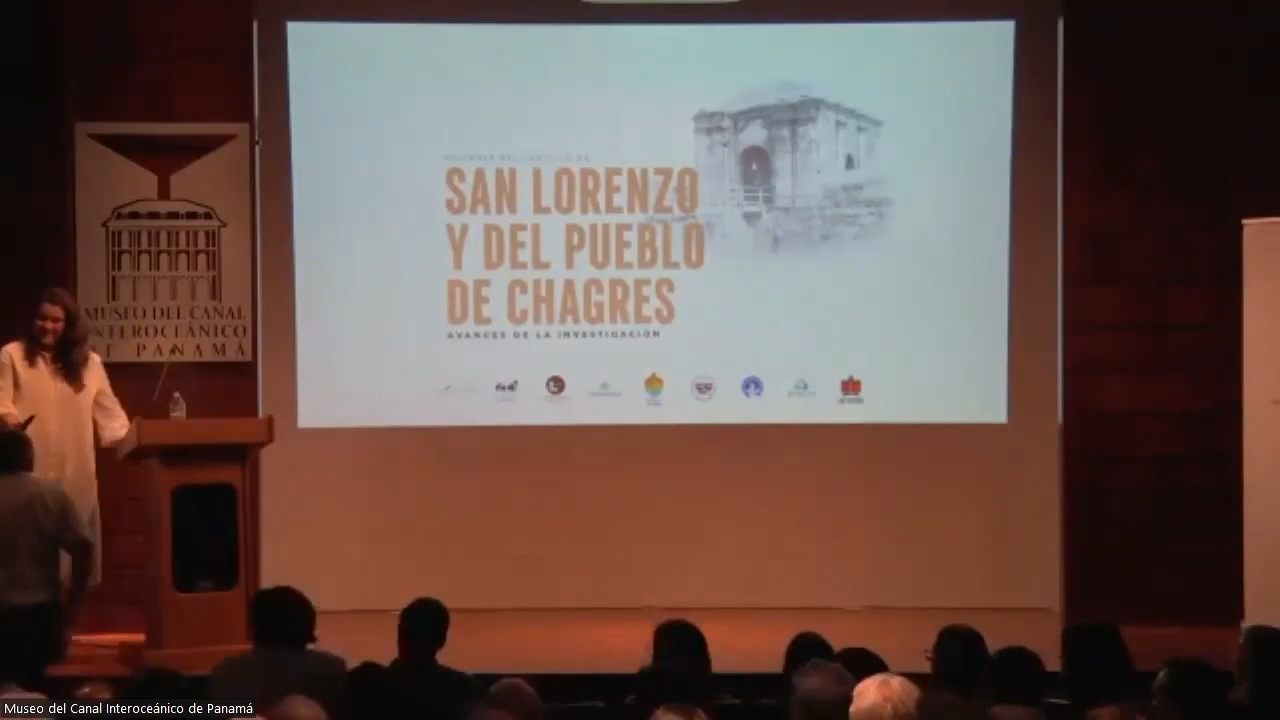 SAN LORENZO
Y DEL PUEBLO
DE CHAGRES
AVANCES DE LA INVESTIGACIÓN
MUSEO DEL CANAL
INTEROCEÁNICO
DE PANAMÁ
Museo del Canal Interoceánico de Panamá